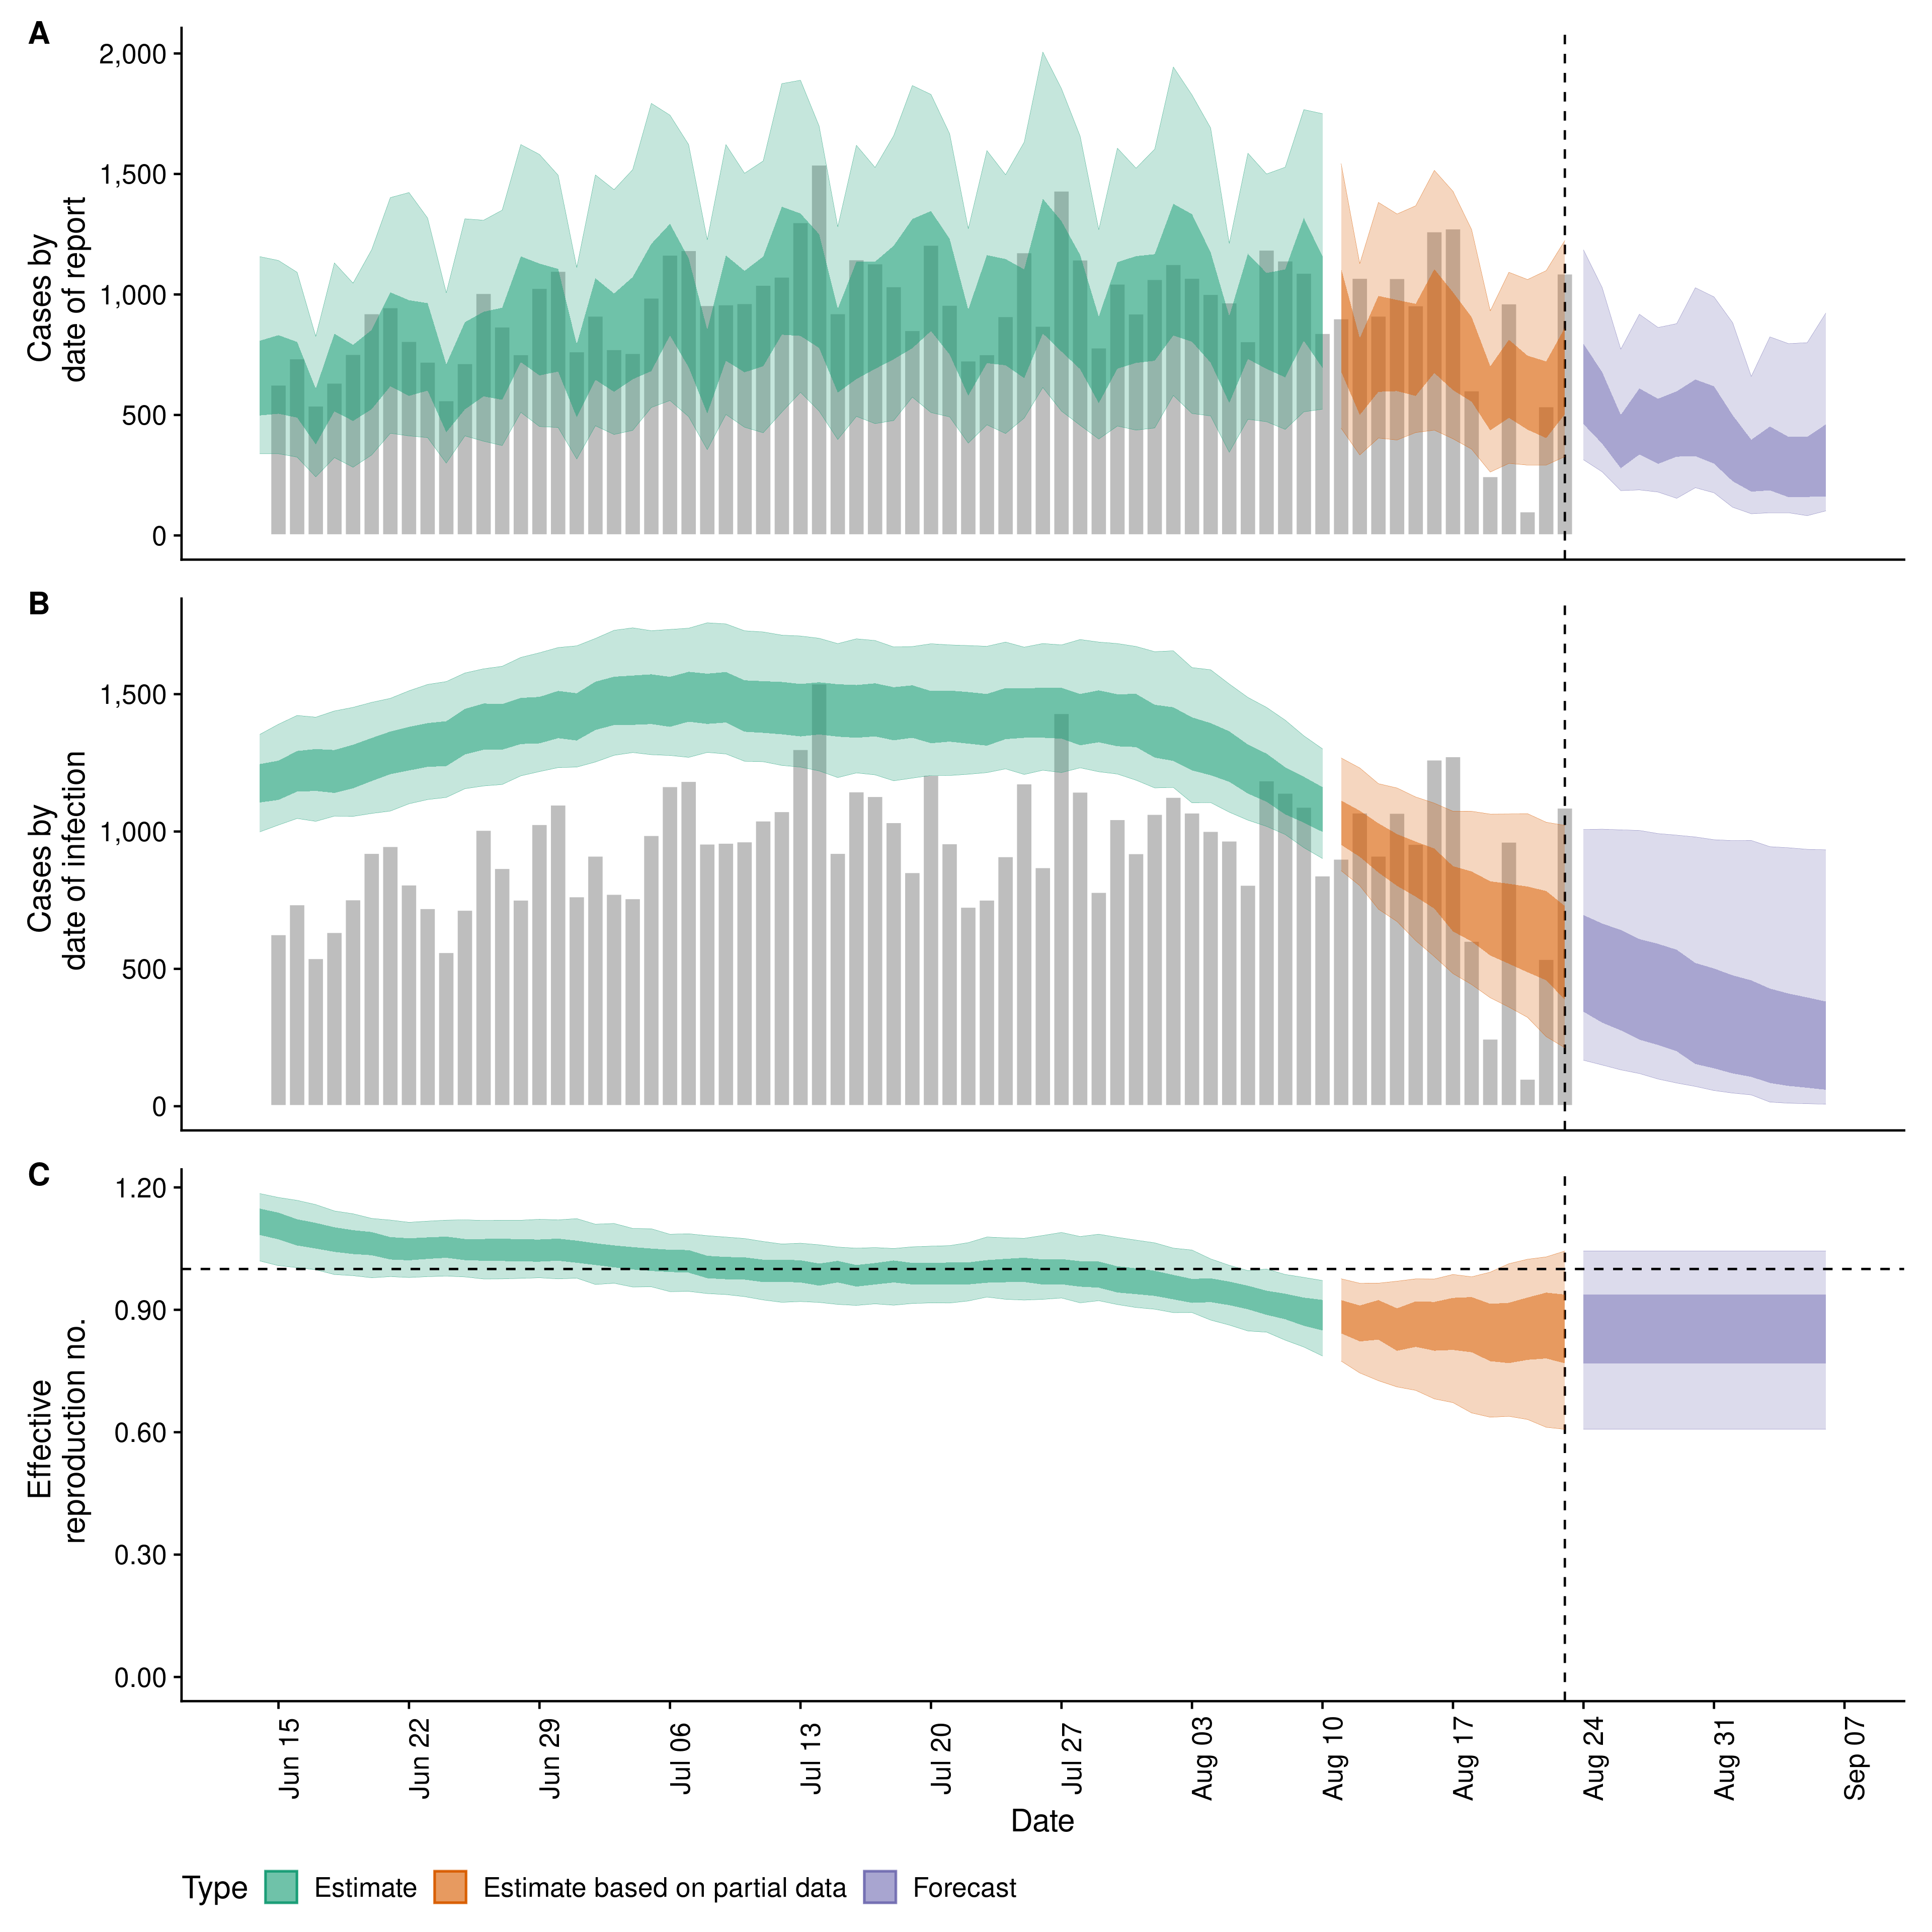 A
Cases by
date of report
2,000
1,500
1,000
500
0
B
Cases by
date of infection
1,500
1,000
500
0
C
Effective
reproduction no.
1.20
0.90
0.60
0.30
0.00
Jun 15
Jun 22
Jun 29
Jul 06
Jul 13
Jul 20
Jul 27
Aug 03
Aug 10
Aug 17
Aug 24
Aug 31
Sep 07
Date
Type Estimate Estimate based on partial data Forecast